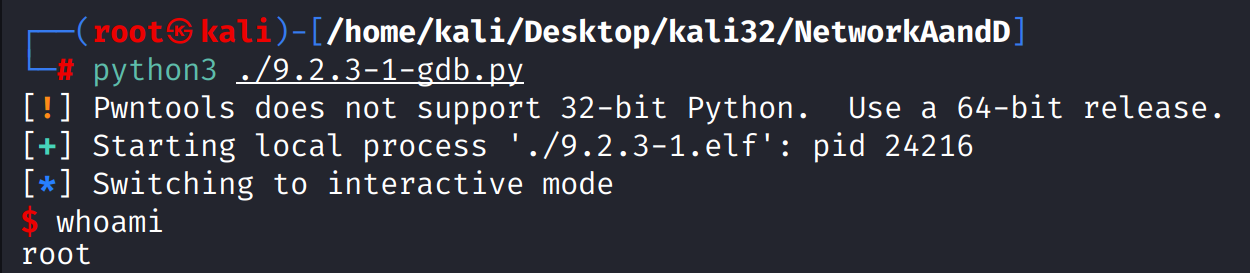 ┌──(root㉿kali)-[/home/kali/Desktop/kali32/NetworkAandD]
└─# python3 ./9.2.3-1-gdb.py
[!] Pwntools does not support 32-bit Python.  Use a 64-bit release.
[+] Starting local process './9.2.3-1.elf': pid 24216
[*] Switching to interactive mode
$ whoami
root